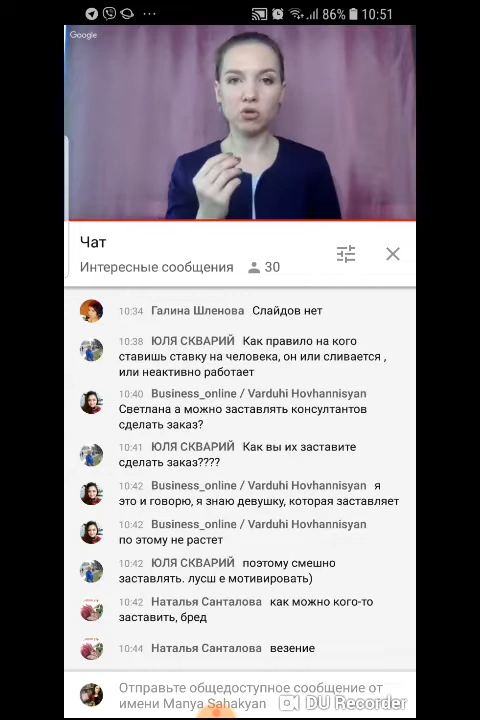 86% 10:51
Google
Чат
Интересные сообщения 30
10:34 Галина Шленова Слайдов нет
10:38 ЮЛЯ СКВАРИЙ Как правило на кого
ставишь ставку на человека, он или сливается ,
или неактивно работает
10:40 Business_online / Varduhi Hovhannisyan
Светлана а можно заставлять консултантов
сделать заказ?
10:41 ЮЛЯ СКВАРИЙ Как вы их заставите
сделать заказ????
10:42 Business_online / Varduhi Hovhannisyan я
это и говорю, я знаю девушку, которая заставляет
10:42 Business_online / Varduhi Hovhannisyan
по этому не растет
10:42 ЮЛЯ СКВАРИЙ поэтому смешно
заставлять. лусш е мотивировать)
10:42 Наталья Санталова как можно кого-то
заставить, бред
10:44 Наталья Санталова везение
Отправьте общедоступное сообщение от
имени Manya Sahakyan
DU Recorder